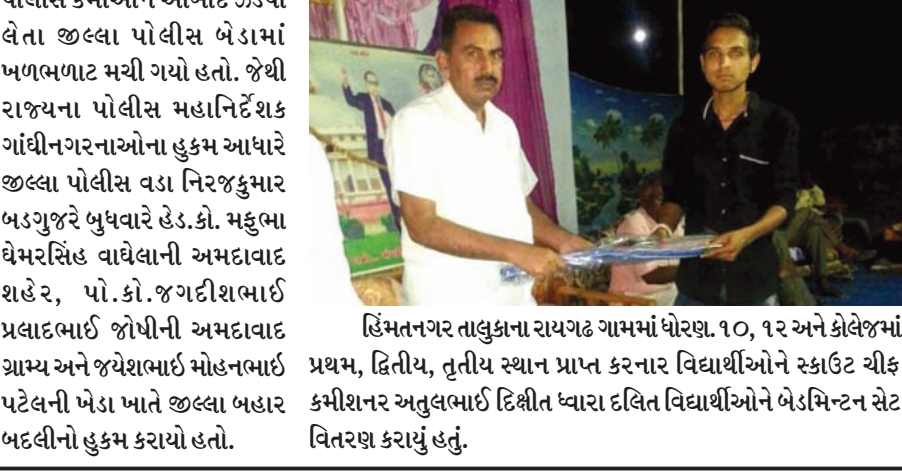 લેતા જીલ્લા પોલીસ બેડામાં
ખળભળાટ મચી ગયો હતો. જેથી
રાજ્યના પોલીસ મહાનિર્દેશક
ગાંધીનગરનાઓના હુકમ આધારે
જીલ્લા પોલીસ વડા નિરજકુમાર
બડગુજરે બુધવારે હેડ.કો. મફુભા
ઘેમરસિંહ વાઘેલાની અમદાવાદ
શહેર, પો.કો.જગદીશભાઈ
પ્રલાદભાઈ જોષીની અમદાવાદ
ગ્રામ્ય અને જયેશભાઇ મોહનભાઇ
પટેલની ખેડા ખાતે જીલ્લા બહાર
બદલીનો હુકમ કરાયો હતો.
હિંમતનગર તાલુકાના રાયગઢ ગામમાં ધોરણ. ૧૦, ૧૨ અને કોલેજમાં
પ્રથમ, દ્વિતીય, તૃતીય સ્થાન પ્રાપ્ત કરનાર વિદ્યાર્થીઓને સ્કાઉટ ચીફ
કમીશનર અતુલભાઈ દિક્ષીત ધ્વારા દલિત વિદ્યાર્થીઓને બેડમિન્ટન સેટ
વિતરણ કરાયું હતું.